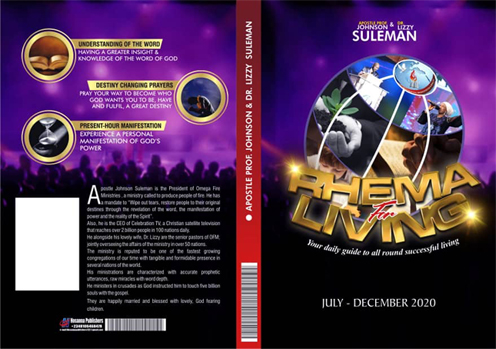 UNDERSTANDING OF THE WORD
HAVING A GREATER INSIGHT &
KNOWLEDGE OF THE WORD OF GOD
DESTINY CHANGING PRAYERS
PRAY YOUR WAY TO BECOME WHO
GOD WANTS YOU TO BE, HAVE
AND FULFIL, A GREAT DESTINY
PRESENT-HOUR MANIFESTATION
EXPERIENCE A PERSONAL
MANIFESTATION OF GOD'S
POWER
Apostle Johnson Suleman is the President of Omega Fire
Ministries , a ministry called to produce people of fire. He has
a mandate to "Wipe out tears, restore people to their original
destinies through the revelation of the word, the manifestation of
power and the reality of the Spirit".
Also, he is the CEO of Celebration TV, a Christian satellite television
that reaches over 2 billion people in 100 nations daily.
He alongside his lovely wife, Dr. Lizzy are the senior pastors of OFM,
jointly overseeing the affairs of the ministry in over 50 nations.
The ministry is reputed to be one of the fastest growing
congregations of our time with tangible and formidable presence in
several nations of the world.
His ministrations are characterized with accurate prophetic
utterances, raw miracles with word depth.
He ministers in crusades as God instructed him to touch five billion
souls with the gospel.
They are happily married and blessed with lovely, God fearing
children.
Hosanna Publishers
APOSTLE PROF. JOHNSON & DR. LIZZY SULEMAN
APOSTLE PROF. JOHNSON & DR. LIZZY
SULEMAN
RHEMA
For
LIVING
Your daily guide to all round successful living
JULY - DECEMBER 2020